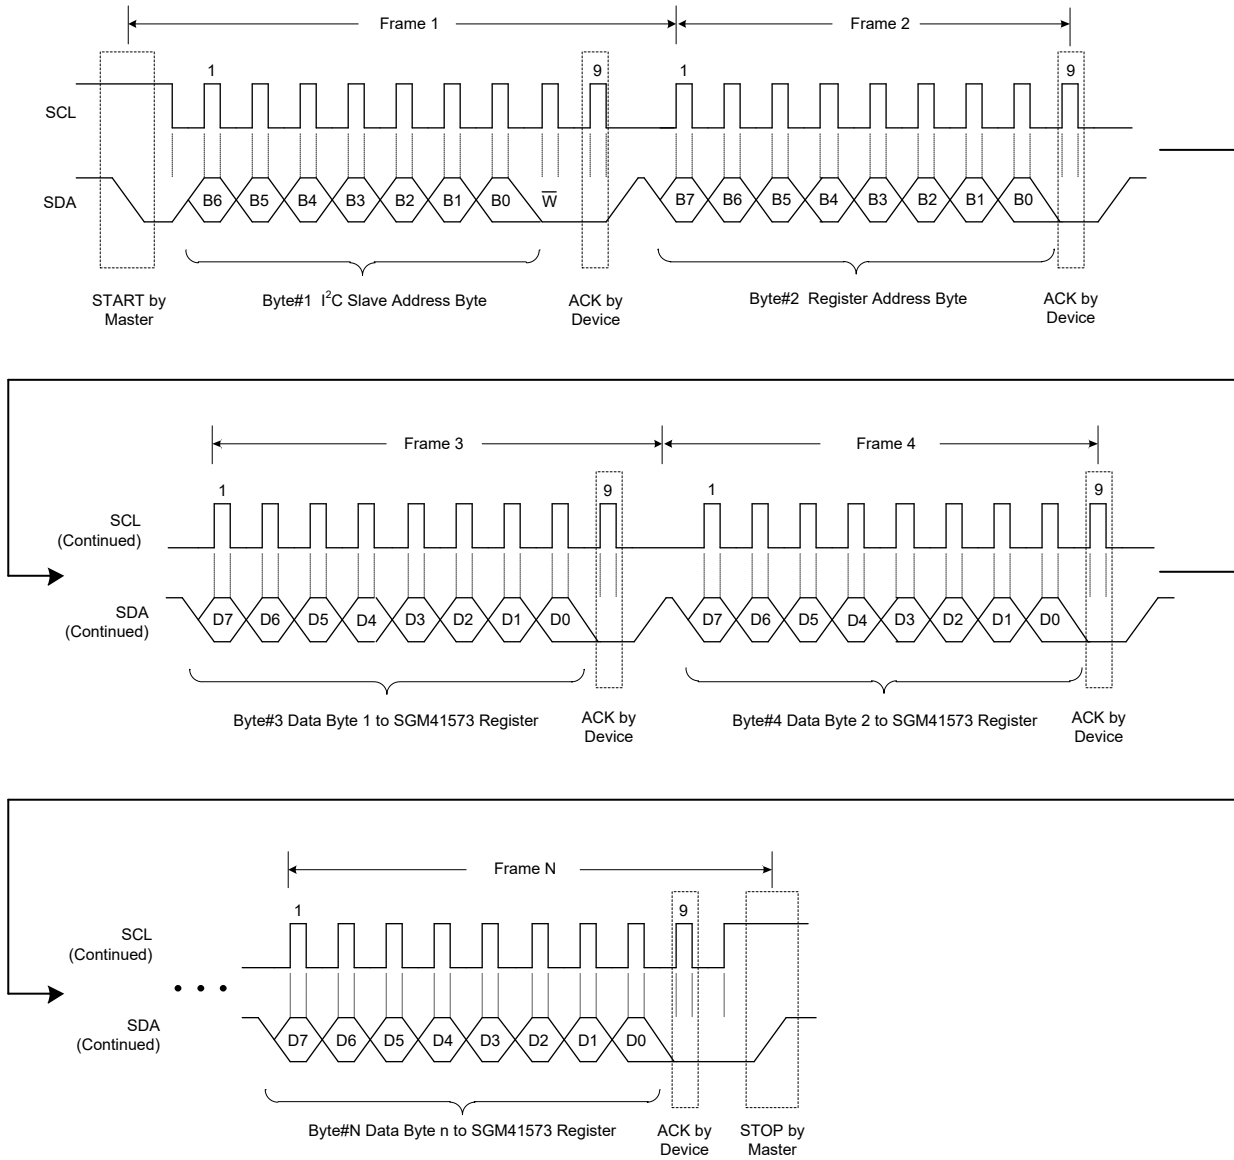 Frame 1
Frame 2
1
9
1
9
SCL
SDA
B6
B5
B4
B3
B2
B1
B0
W
B7
B6
B5
B4
B3
B2
B1
B0
START by
Master
Byte#1 I²C Slave Address Byte
ACK by
Device
Byte#2 Register Address Byte
ACK by
Device
Frame 3
Frame 4
1
9
1
9
SCL
(Continued)
SDA
(Continued)
D7
D6
D5
D4
D3
D2
D1
D0
D7
D6
D5
D4
D3
D2
D1
D0
Byte#3 Data Byte 1 to SGM41573 Register
ACK by
Device
Byte#4 Data Byte 2 to SGM41573 Register
ACK by
Device
Frame N
1
9
SCL
(Continued)
SDA
(Continued)
D7
D6
D5
D4
D3
D2
D1
D0
Byte#N Data Byte n to SGM41573 Register
ACK by
Device
STOP by
Master